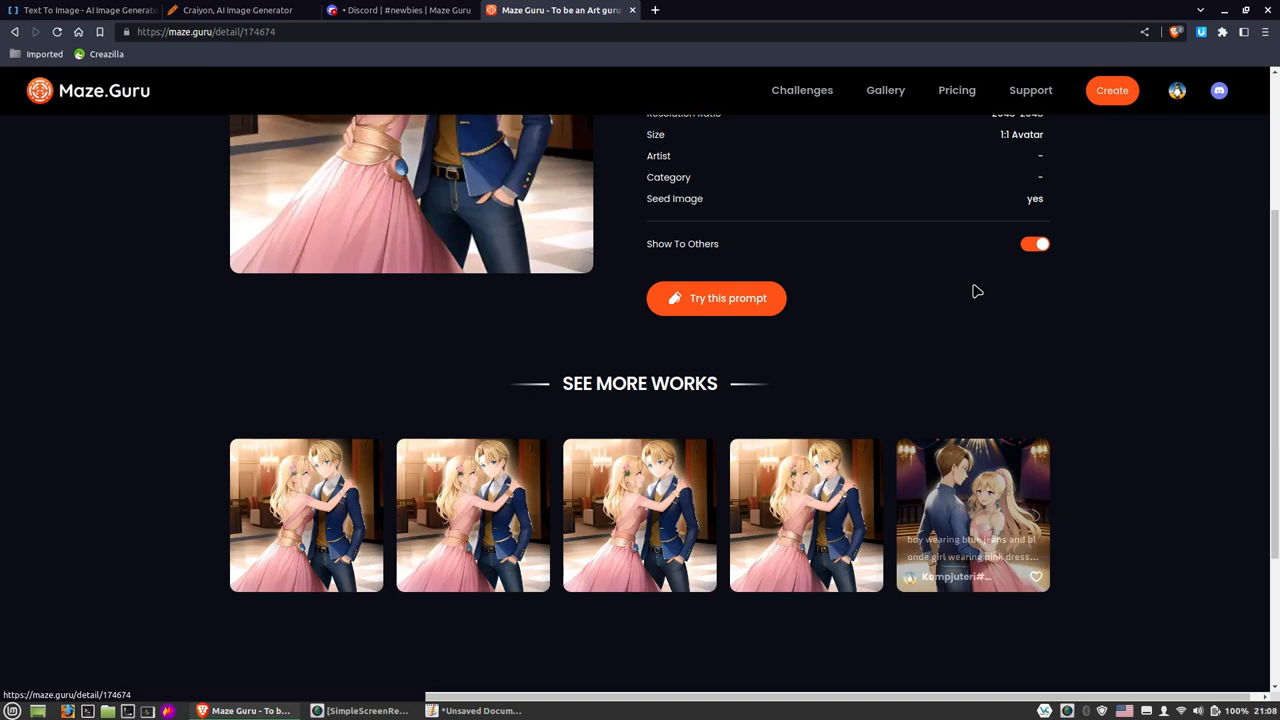 Text To Image - AI Image Generato
Craiyon, AI Image Generator
• Discord | #newbies | Maze Guru
Maze Guru - To be an Art guru
https://maze.guru/detail/174674
Imported
Creazilla
Maze.Guru
Challenges
Gallery
Pricing
Support
Create
Size
1:1 Avatar
Artist
-
Category
-
Seed Image
yes
Show To Others
Try this prompt
SEE MORE WORKS
boy wearing blue jeans and bl
onde girl wearing pink dress...
Kompjuteri#...
https://maze.guru/detail/174674
Maze Guru - To b...
[SimpleScreenRe...
*Unsaved Docum...
100%
21:08